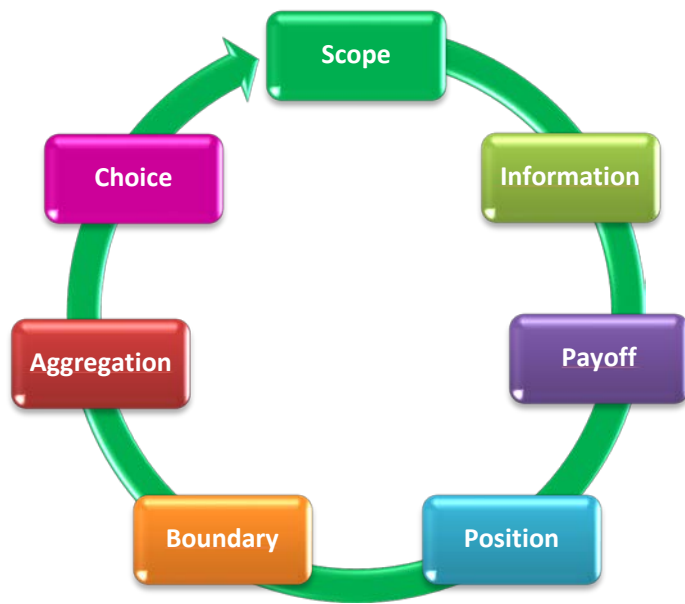 Scope
Information
Payoff
Position
Boundary
Aggregation
Choice